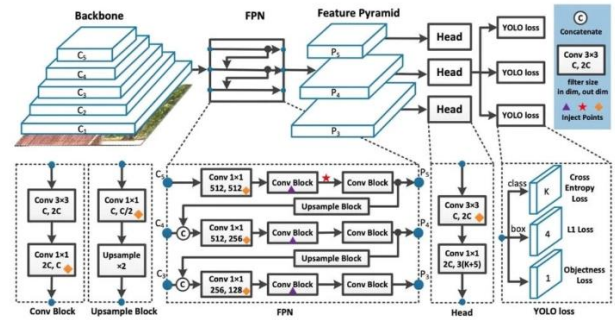 Backbone
FPN
Feature Pyramid
C5
C4
C3
C2
C1
P5
P4
P3
Head
Head
Head
YOLO loss
YOLO loss
YOLO loss
C
Concatenate
Conv 3×3
C, 2C
filter size
in dim, out dim
Inject Points
Conv 3×3
C, 2C
Conv 1×1
2C, C
Conv Block
Conv 1×1
C, C/2
Upsample
×2
Upsample Block
C5
Conv 1×1
512, 512
Conv Block
Conv Block
P5
Upsample Block
C4
C
Conv 1×1
512, 256
Conv Block
Conv Block
P4
Upsample Block
C3
C
Conv 1×1
256, 128
Conv Block
Conv Block
P3
FPN
Conv 3×3
C, 2C
Conv 1×1
2C, 3(K+5)
Head
class
K
Cross
Entropy
Loss
box
4
L1 Loss
1
Objectness
Loss
YOLO loss